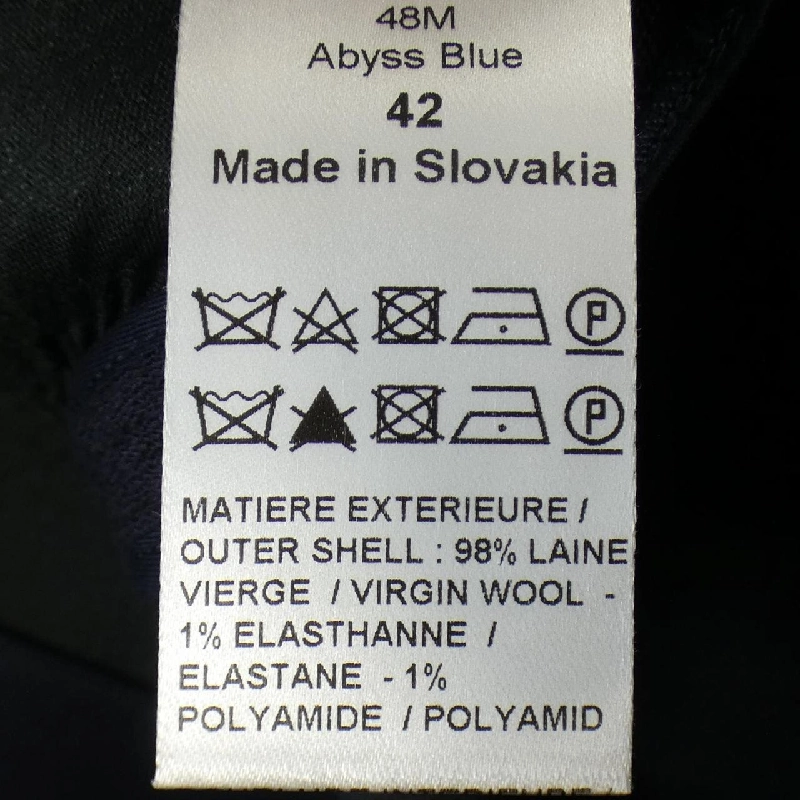 48M
Abyss Blue
42
Made in Slovakia
P
P
MATIERE EXTERIEURE /
OUTER SHELL : 98% LAINE
VIERGE / VIRGIN WOOL -
1% ELASTHANNE /
ELASTANE - 1%
POLYAMIDE / POLYAMID